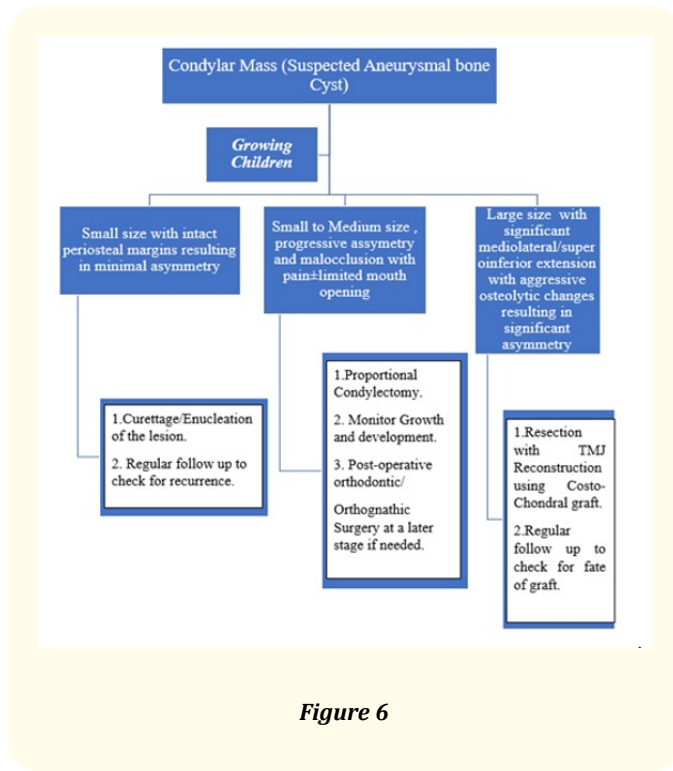 Condylar Mass (Suspected Aneurysmal bone
Cyst)
Growing
Children
Small size with intact
periosteal margins resulting
in minimal asymmetry
Small to Medium size ,
progressive assymetry
and malocclusion with
pain±limited mouth
opening
Large size with
significant
mediolateral/super
oinferior extension
with aggressive
osteolytic changes
resulting in
significant
asymmetry
1.Curettage/Enucleation
of the lesion.
2. Regular follow up to
check for recurrence.
1.Proportional
Condylectomy.
2. Monitor Growth
and development.
3. Post-operative
orthodontic/
Orthognathic
Surgery at a later
stage if needed.
1.Resection
with TMJ
Reconstruction
using Costo-
Chondral graft.
2.Regular
follow up to
check for fate
of graft.
Figure 6